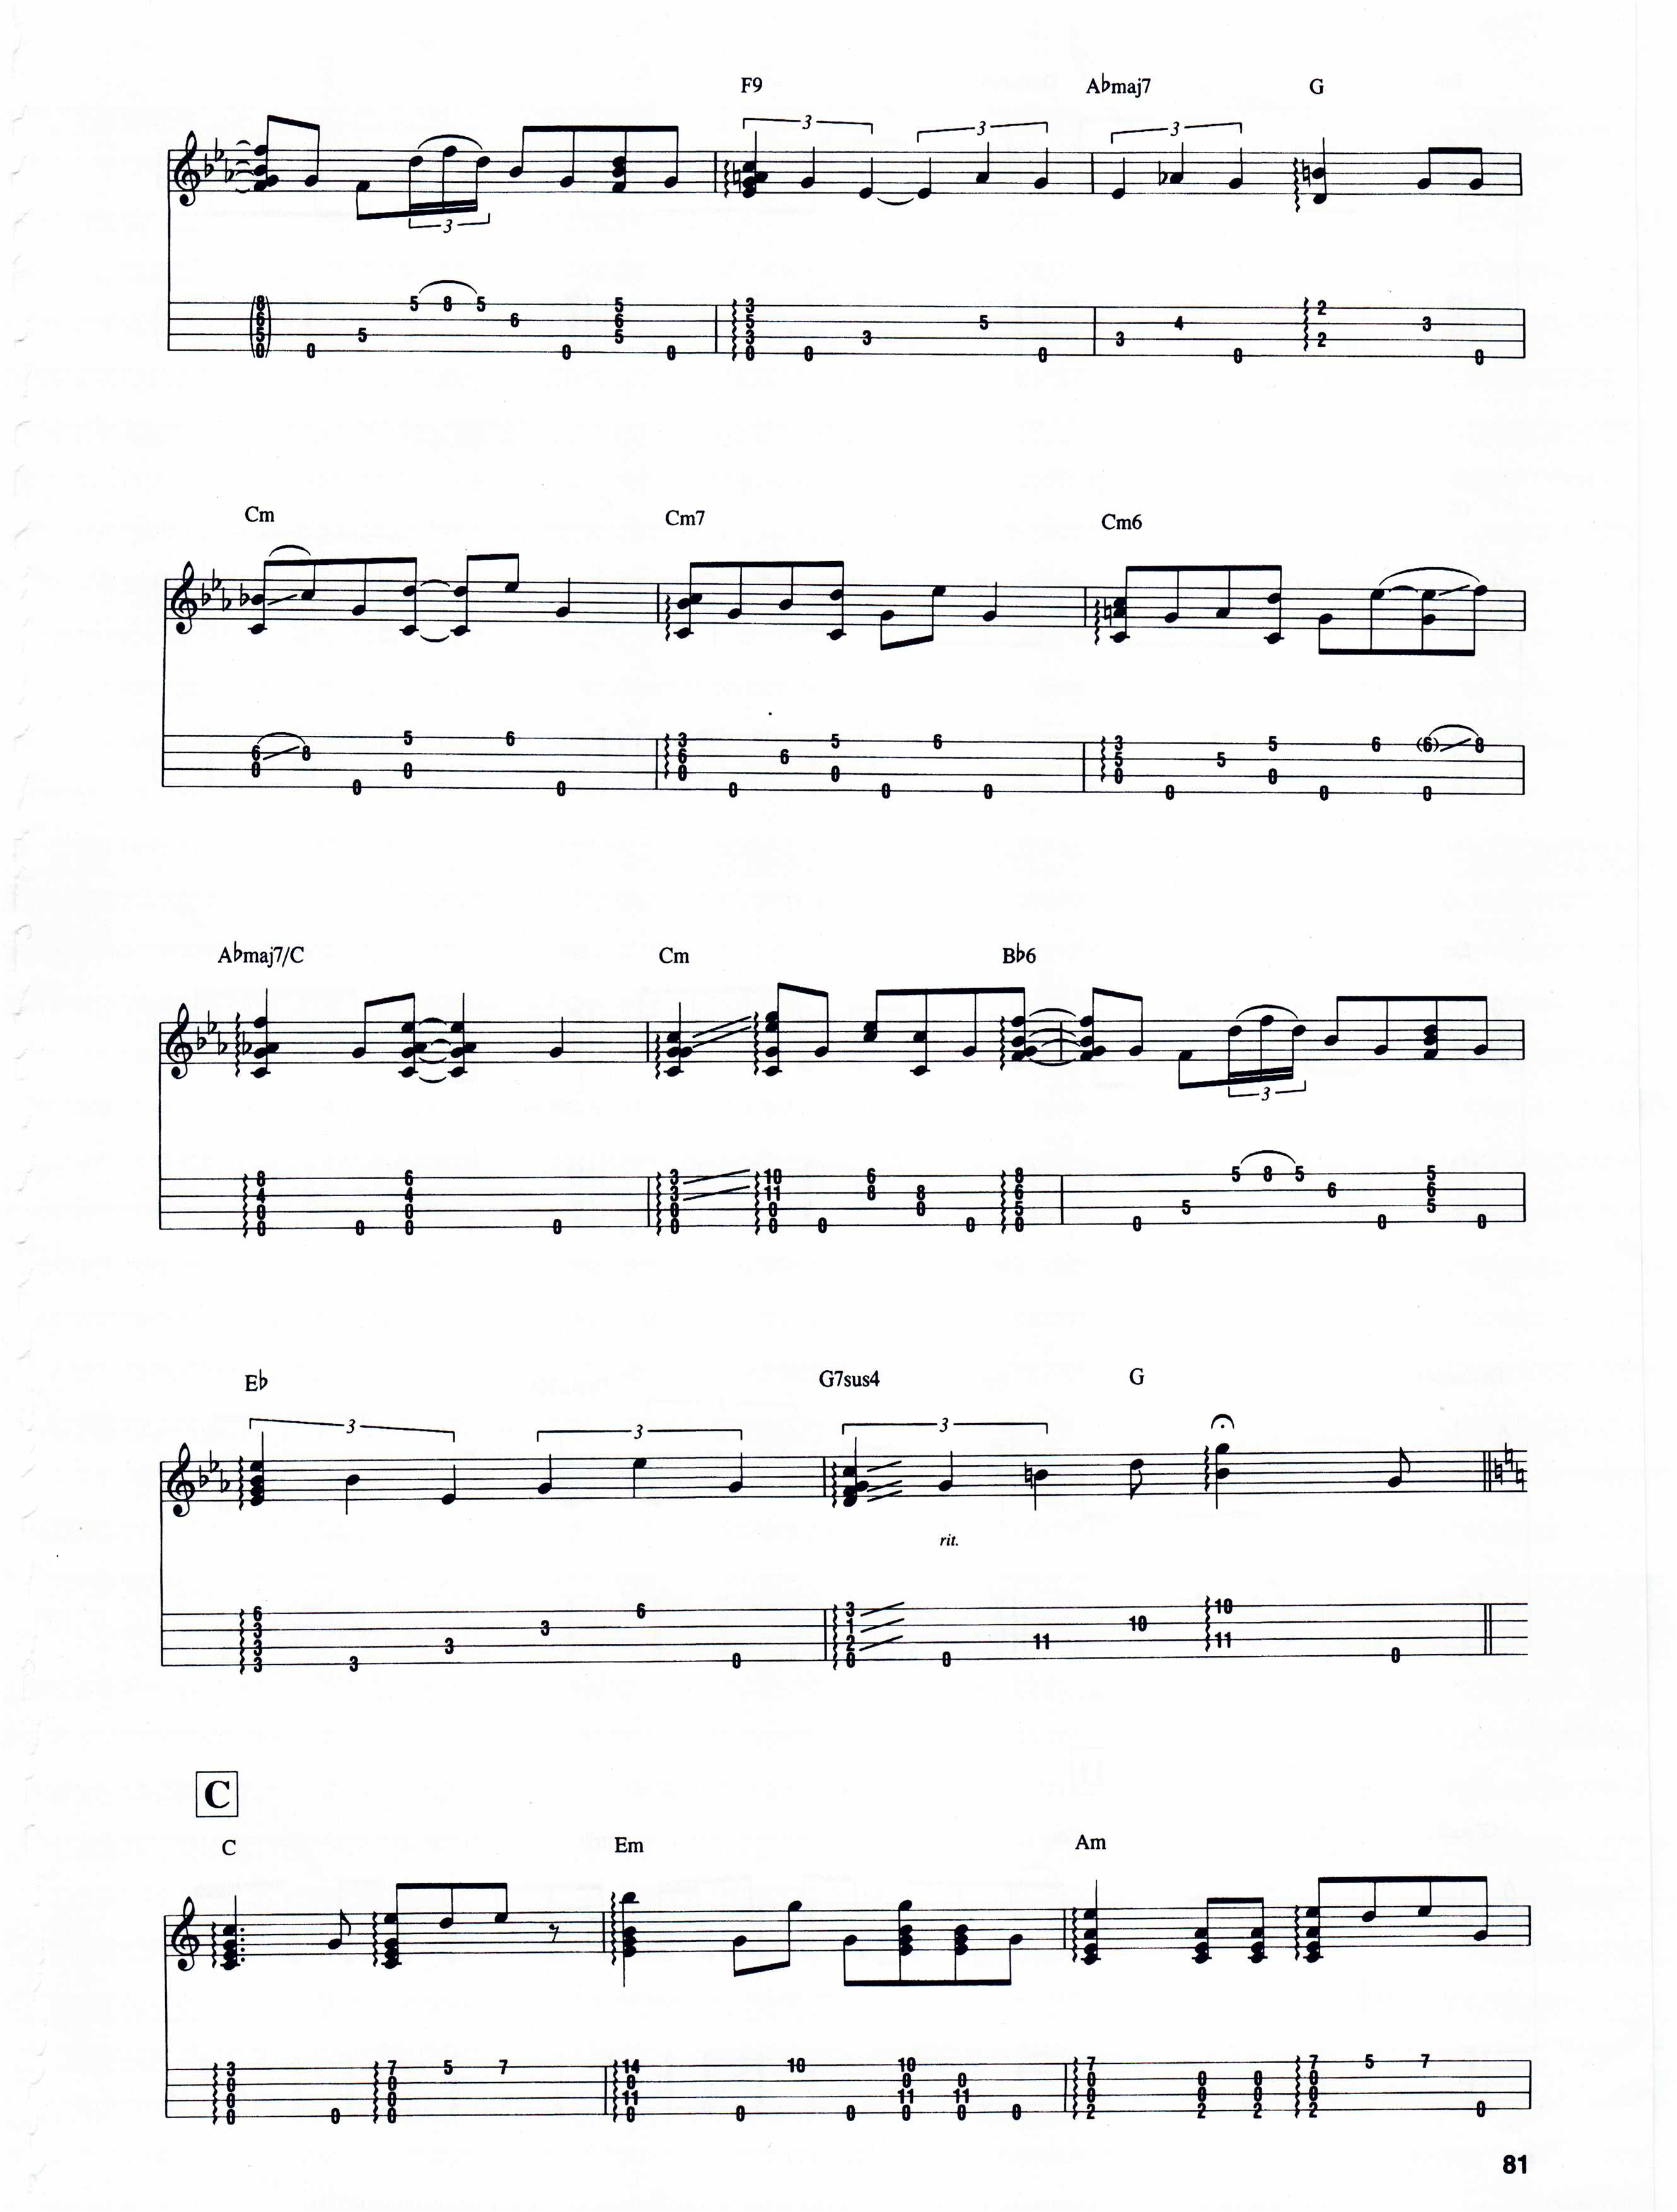 F9 A♭maj7 G
3 3 3
3
8 5 8 5 5 3 2
6 6 6 5 5 4 3
5 5 5 3 3 3 2
0 0 0 0 0 0 0 0 0
Cm Cm7 Cm6
5 6 3 5 6 3 5 6 (6) 8
6 8 6 6 5 5
0 0 0 0 0 0
0 0 0 0 0 0 0 0
A♭maj7/C Cm B♭6
3
8 6 3 10 6 8 5 8 5 5
4 4 3 11 8 8 6 6 6
0 0 0 0 0 5 5 5
0 0 0 0 0 0 0 0 0 0 0 0
E♭ G7sus4 G
3 3 3
rit.
6 6 3 10
3 3 1 10
3 3 2 11 11
3 3 0 0 0 0
C
C Em Am
3 7 5 7 14 10 10 7 7 5 7
0 0 0 0 0 0 0 0 0 0
0 0 11 11 11 0 0 0 0
0 0 0 0 0 0 0 0 0 2 2 2 2 0
81